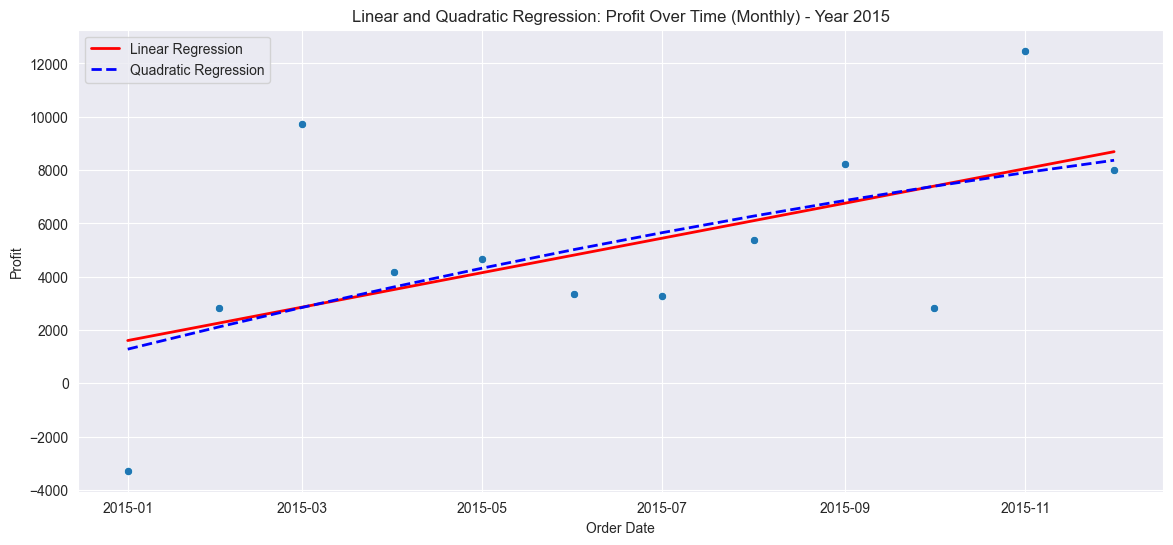 Linear and Quadratic Regression: Profit Over Time (Monthly) - Year 2015
Linear Regression
Quadratic Regression
12000
10000
8000
6000
4000
2000
0
−2000
−4000
Profit
2015-01 2015-03 2015-05 2015-07 2015-09 2015-11
Order Date